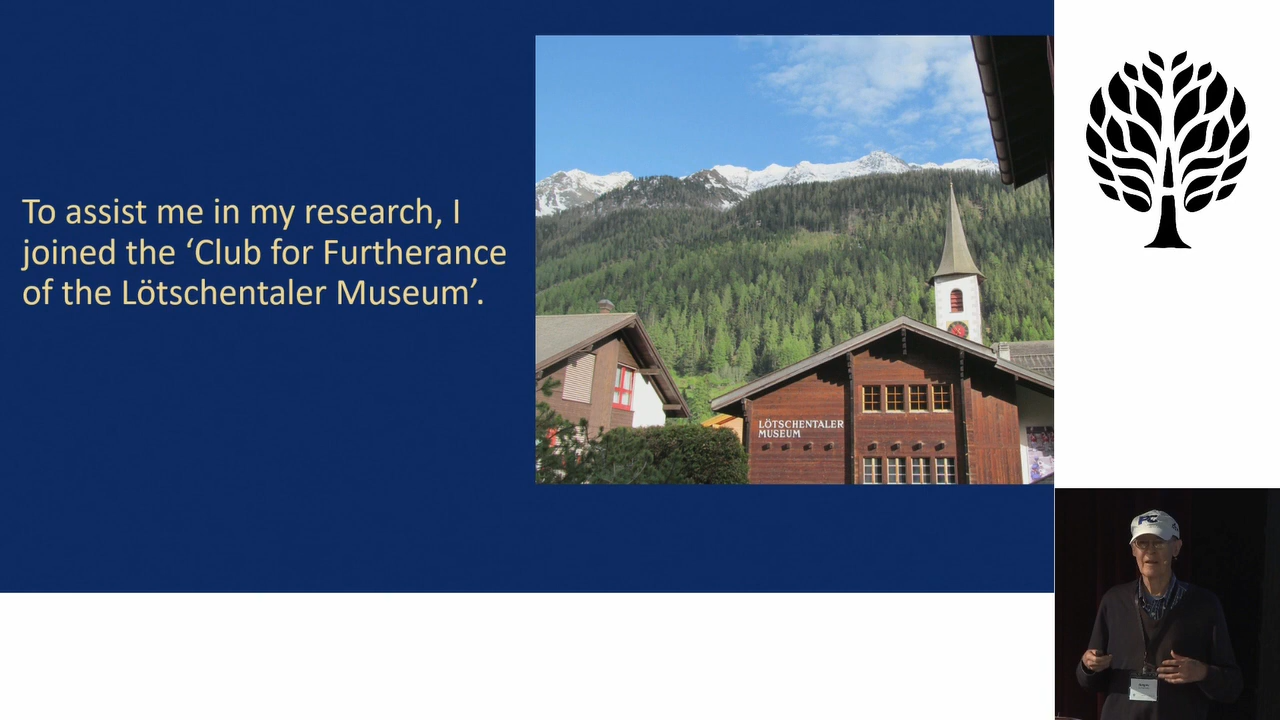 To assist me in my research, I
joined the ‘Club for Furtherance
of the Lötschentaler Museum’.
LÖTSCHENTALER
MUSEUM